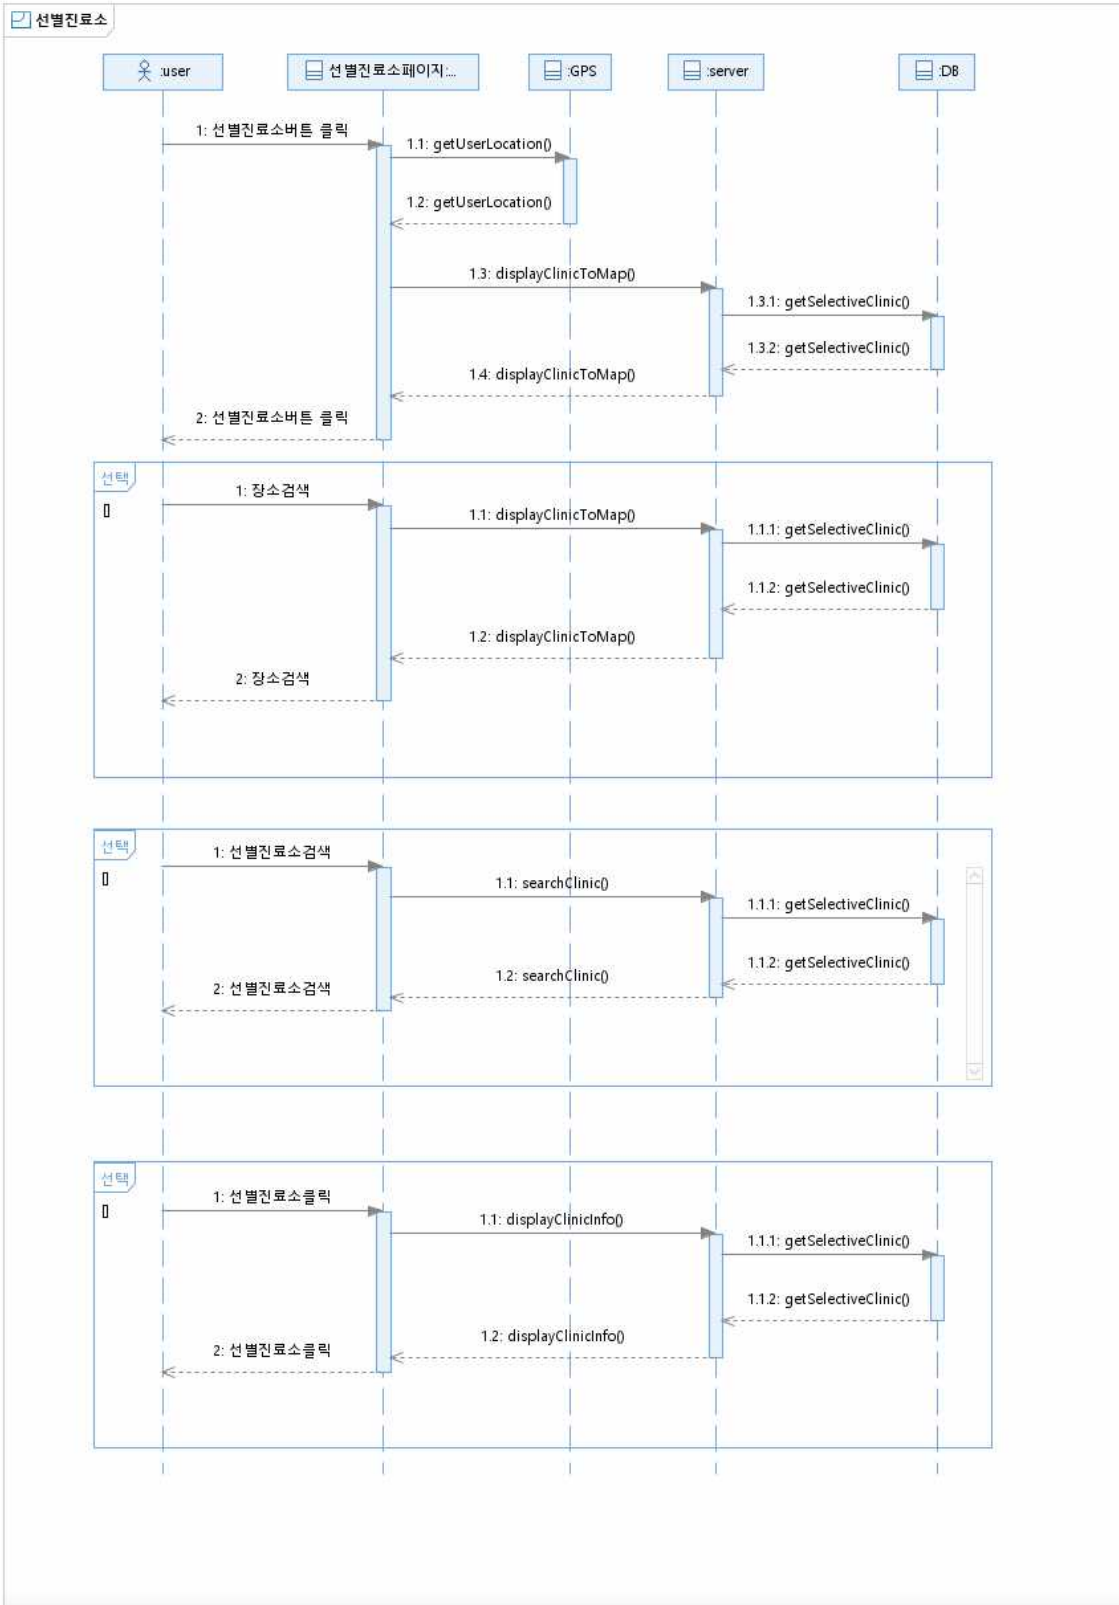 선별진료소
:user
선별진료소페이지:...
:GPS
:server
:DB
1: 선별진료소버튼 클릭
1.1: getUserLocation()
1.2: getUserLocation()
1.3: displayClinicToMap()
1.3.1: getSelectiveClinic()
1.3.2: getSelectiveClinic()
1.4: displayClinicToMap()
2: 선별진료소버튼 클릭
선택
[]
1: 장소검색
1.1: displayClinicToMap()
1.1.1: getSelectiveClinic()
1.1.2: getSelectiveClinic()
1.2: displayClinicToMap()
2: 장소검색
선택
[]
1: 선별진료소검색
1.1: searchClinic()
1.1.1: getSelectiveClinic()
1.1.2: getSelectiveClinic()
1.2: searchClinic()
2: 선별진료소검색
선택
[]
1: 선별진료소클릭
1.1: displayClinicInfo()
1.1.1: getSelectiveClinic()
1.1.2: getSelectiveClinic()
1.2: displayClinicInfo()
2: 선별진료소클릭